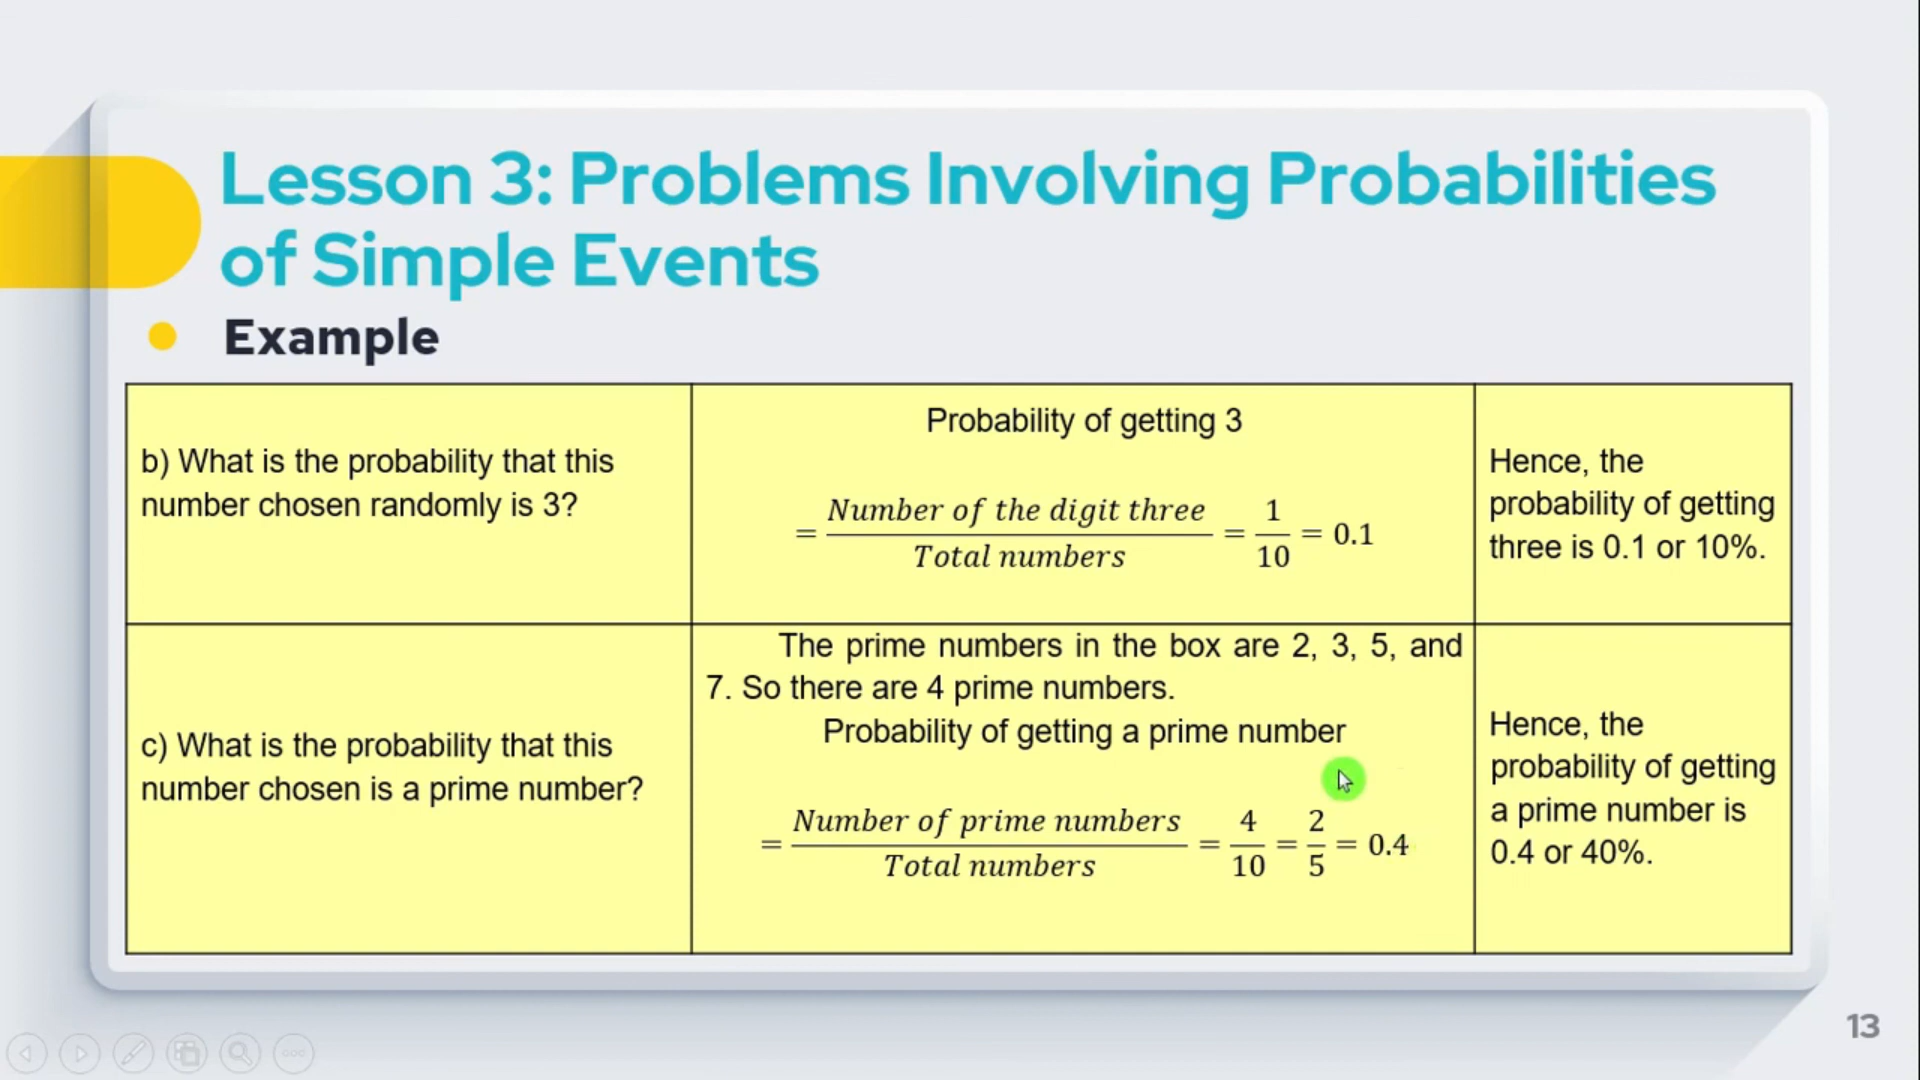 Lesson 3: Problems Involving Probabilities
of Simple Events
Example
b) What is the probability that this
number chosen randomly is 3?
Probability of getting 3
= Number of the digit three / Total numbers = 1/10 = 0.1
Hence, the
probability of getting
three is 0.1 or 10%.
c) What is the probability that this
number chosen is a prime number?
The prime numbers in the box are 2, 3, 5, and
7. So there are 4 prime numbers.
Probability of getting a prime number
= Number of prime numbers / Total numbers = 4/10 = 2/5 = 0.4
Hence, the
probability of getting
a prime number is
0.4 or 40%.
13